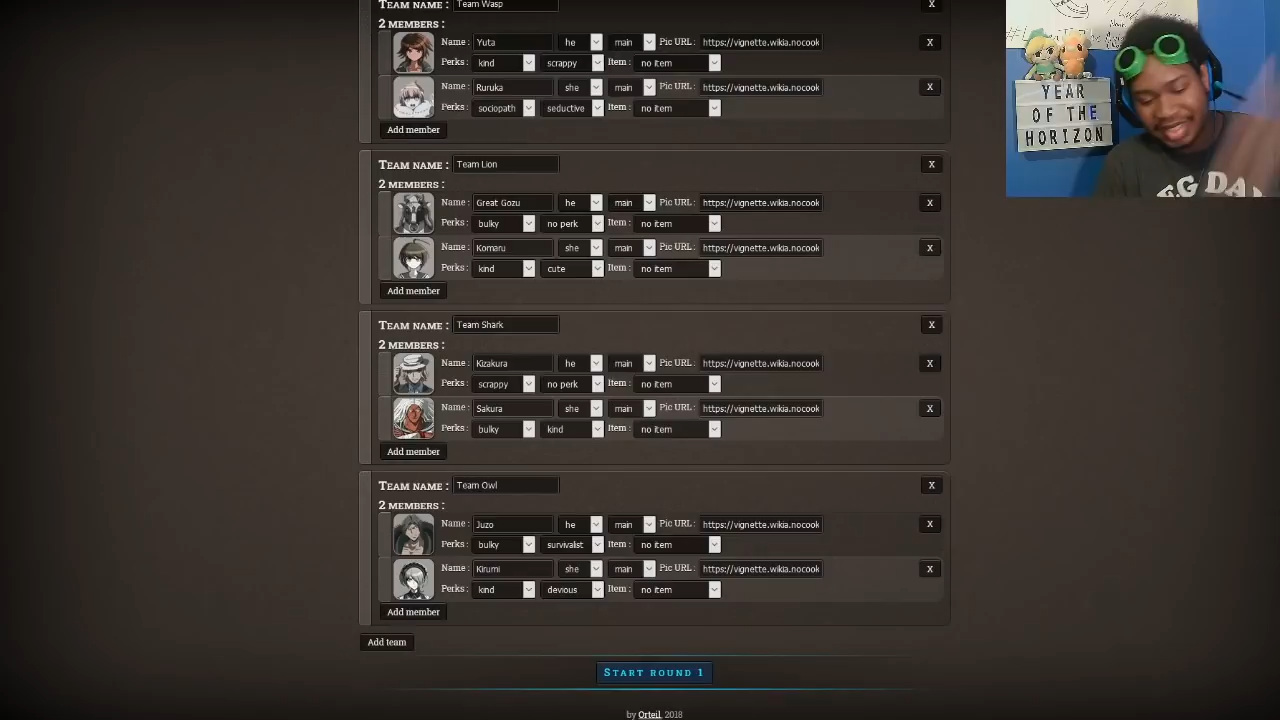 TEAM NAME : Team Wasp X
2 MEMBERS :
Name : Yuta he main Pic URL : https://vignette.wikia.nocook X
Perks : kind scrappy Item : no item
Name : Ruruka she main Pic URL : https://vignette.wikia.nocook X
Perks : sociopath seductive Item : no item
Add member
TEAM NAME : Team Lion X
2 MEMBERS :
Name : Great Gozu he main Pic URL : https://vignette.wikia.nocook X
Perks : bulky no perk Item : no item
Name : Komaru she main Pic URL : https://vignette.wikia.nocook X
Perks : kind cute Item : no item
Add member
TEAM NAME : Team Shark X
2 MEMBERS :
Name : Kizakura he main Pic URL : https://vignette.wikia.nocook X
Perks : scrappy no perk Item : no item
Name : Sakura she main Pic URL : https://vignette.wikia.nocook X
Perks : bulky kind Item : no item
Add member
TEAM NAME : Team Owl X
2 MEMBERS :
Name : Juzo he main Pic URL : https://vignette.wikia.nocook X
Perks : bulky survivalist Item : no item
Name : Kirumi she main Pic URL : https://vignette.wikia.nocook X
Perks : kind devious Item : no item
Add member
Add team
START ROUND 1
by Orteil, 2018
YEAR
OF THE
HORIZON